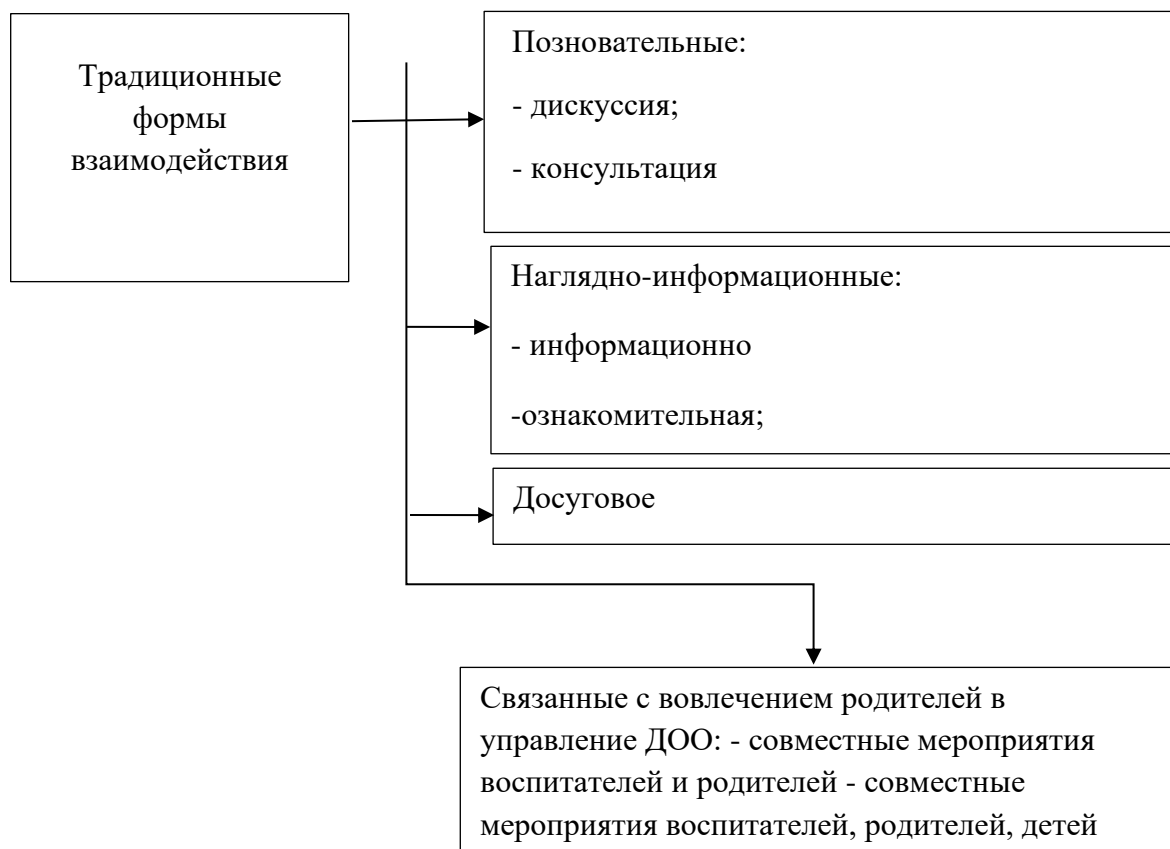 Традиционные
формы
взаимодействия
Позновательные:
- дискуссия;
- консультация
Наглядно-информационные:
- информационно
-ознакомительная;
Досуговое
Связанные с вовлечением родителей в
управление ДОО: - совместные мероприятия
воспитателей и родителей - совместные
мероприятия воспитателей, родителей, детей